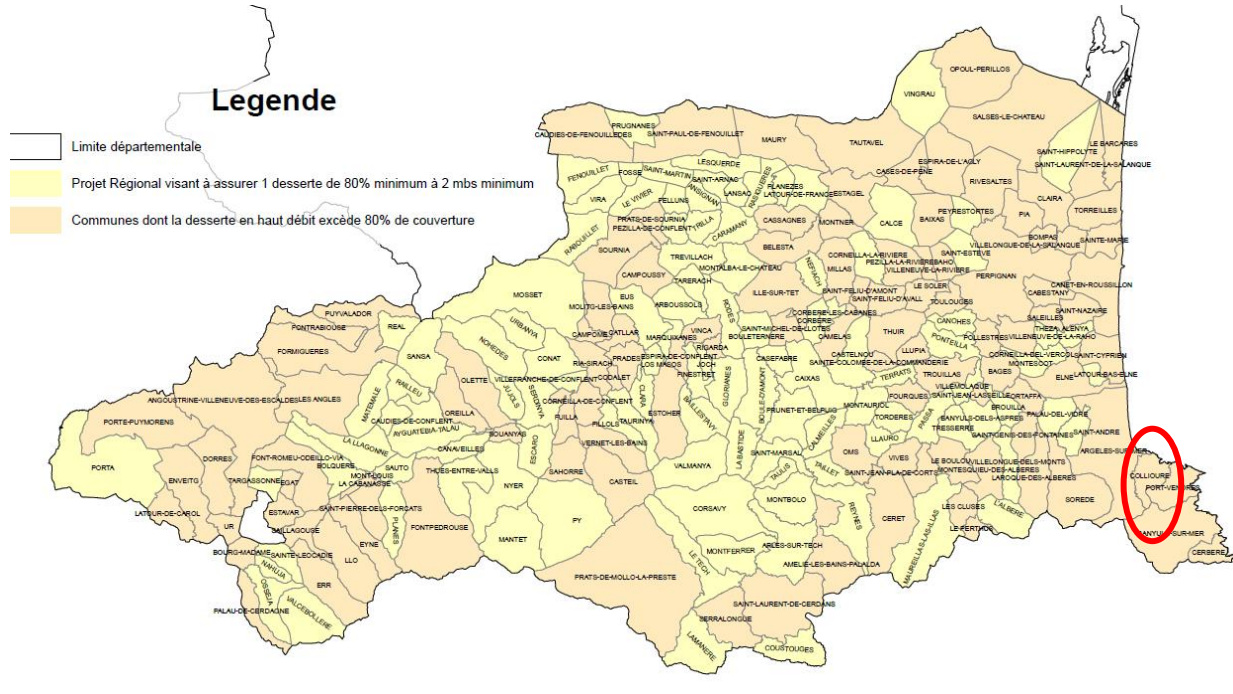 Legende
Limite départementale
Projet Régional visant à assurer 1 desserte de 80% minimum à 2 mbs minimum
Communes dont la desserte en haut débit excède 80% de couverture
OPOUL-PERILLOS
VINGRAU
SALSES-LE-CHATEAU
PRUGNANES
CAUDIES-DE-FENOUILLEDES
SAINT-PAUL-DE-FENOUILLET
MAURY
TAUTAVEL
LE BARCARES
SAINT-HIPPOLYTE
SAINT-LAURENT-DE-LA-SALANQUE
LESQUERDE
ESPIRA-DE-L'AGLY
CASES-DE-PENE
FENOUILLET
FOSSE
SAINT-MARTIN
SAINT-ARNAC
LANSAC
RASIGUERES
PLANEZES
LATOUR-DE-FRANCE
ESTAGEL
RIVESALTES
CLAIRA
VIRA
LE VIVIER
FELLUNS
ANSIGNAN
TORREILLES
PRATS-DE-SOURNIA
PEZILLA-DE-CONFLENT
TRILLA
CARAMANY
CASSAGNES
MONTNER
CALCE
BAIXAS
PEYRESTORTES
PIA
RABOUILLET
SOURNIA
BELESTA
BOMPAS
SAINTE-MARIE
VILLELONGUE-DE-LA-SALANQUE
TREVILLACH
MONTALBA-LE-CHATEAU
NEFIACH
MILLAS
CORNEILLA-LA-RIVIERE
PEZILLA-LA-RIVIERE
BAHO
VILLENEUVE-LA-RIVIERE
SAINT-ESTEVE
CAMPOUSSY
TARERACH
PERPIGNAN
MOSSET
MOLITG-LES-BAINS
EUS
ARBOUSSOLS
RODES
ILLE-SUR-TET
SAINT-FELIU-D'AMONT
SAINT-FELIU-D'AVALL
LE SOLER
TOULOUGES
CABESTANY
CANET-EN-ROUSSILLON
PUYVALADOR
FONTRABIOUSE
REAL
URBANYA
CAMPOME
CATLLAR
MARQUIXANES
VINCA
SAINT-MICHEL-DE-LLOTES
BOULETERNERE
CORBERE-LES-CABANES
CORBERE
CAMELAS
THUIR
CANOHES
SAINT-NAZAIRE
SALEILLES
THEZA
ALENYA
FORMIGUERES
SANSA
NOHEDES
CONAT
RIA-SIRACH
PRADES
ESPIRA-DE-CONFLENT
LOS MASOS
RIGARDA
JOCH
FINESTRET
CASEFABRE
CASTELNOU
SAINTE-COLOMBE-DE-LA-COMMANDERIE
LLUPIA
PONTEILLA
POLLESTRES
VILLENEUVE-DE-LA-RAHO
CORNEILLA-DEL-VERCOL
MONTESCOT
SAINT-CYPRIEN
ANGOUSTRINE-VILLENEUVE-DES-ESCALDES
LES ANGLES
MATEMALE
RAILLEU
OLETTE
VILLEFRANCHE-DE-CONFLENT
CODALET
CLARA
GLORIANES
BOULE-D'AMONT
CAIXAS
TERRATS
TROUILLAS
BAGES
ELNE
LATOUR-BAS-ELNE
JUJOLS
SERDINYA
CORNEILLA-DE-CONFLENT
TAURINYA
ESTOHER
BAILLESTAVY
PRUNET-ET-BELPUIG
MONTAURIOL
FOURQUES
VILLEMOLAQUE
SAINT-JEAN-LASSEILLE
ORTAFFA
PORTE-PUYMORENS
CAUDIES-DE-CONFLENT
AYGUATEBIA-TALAU
OREILLA
SOUANYAS
FUILLA
FILLOLS
CALMEILLES
TORDERES
PASSA
BANYULS-DELS-ASPRES
BROUILLA
PALAU-DEL-VIDRE
TRESSERRE
SAINT-GENIS-DES-FONTAINES
SAINT-ANDRE
ARGELES-SUR-MER
LA LLAGONNE
CANAVEILLES
ESCARO
VERNET-LES-BAINS
SAINT-MARSAL
LLAURO
PORTA
DORRES
FONT-ROMEU-ODEILLO-VIA
BOLQUERE
MONT-LOUIS
LA CABANASSE
SAUTO
THUES-ENTRE-VALLS
NYER
SAHORRE
CASTEIL
VALMANYA
LA BASTIDE
TAULIS
TAILLET
OMS
VIVES
SAINT-JEAN-PLA-DE-CORTS
LE BOULOU
VILLELONGUE-DELS-MONTS
MONTESQUIEU-DES-ALBERES
LAROQUE-DES-ALBERES
SOREDE
COLLIOURE
PORT-VENDRES
ENVEITG
TARGASSONNE
EGAT
LATOUR-DE-CAROL
ESTAVAR
SAINT-PIERRE-DELS-FORCATS
PLANES
FONTPEDROUSE
PY
CORSAVY
MONTBOLO
REYNES
CERET
MAUREILLAS-LAS-ILLAS
LES CLUSES
LE PERTHUS
L'ALBERE
UR
SAILLAGOUSE
EYNE
MANTET
BANYULS-SUR-MER
CERBERE
BOURG-MADAME
SAINTE-LEOCADIE
LLO
NAHUJA
OSSEJA
ERR
LE TECH
MONTFERRER
ARLES-SUR-TECH
AMELIE-LES-BAINS-PALALDA
PALAU-DE-CERDAGNE
VALCEBOLLERE
PRATS-DE-MOLLO-LA-PRESTE
SAINT-LAURENT-DE-CERDANS
SERRALONGUE
LAMANERE
COUSTOUGES